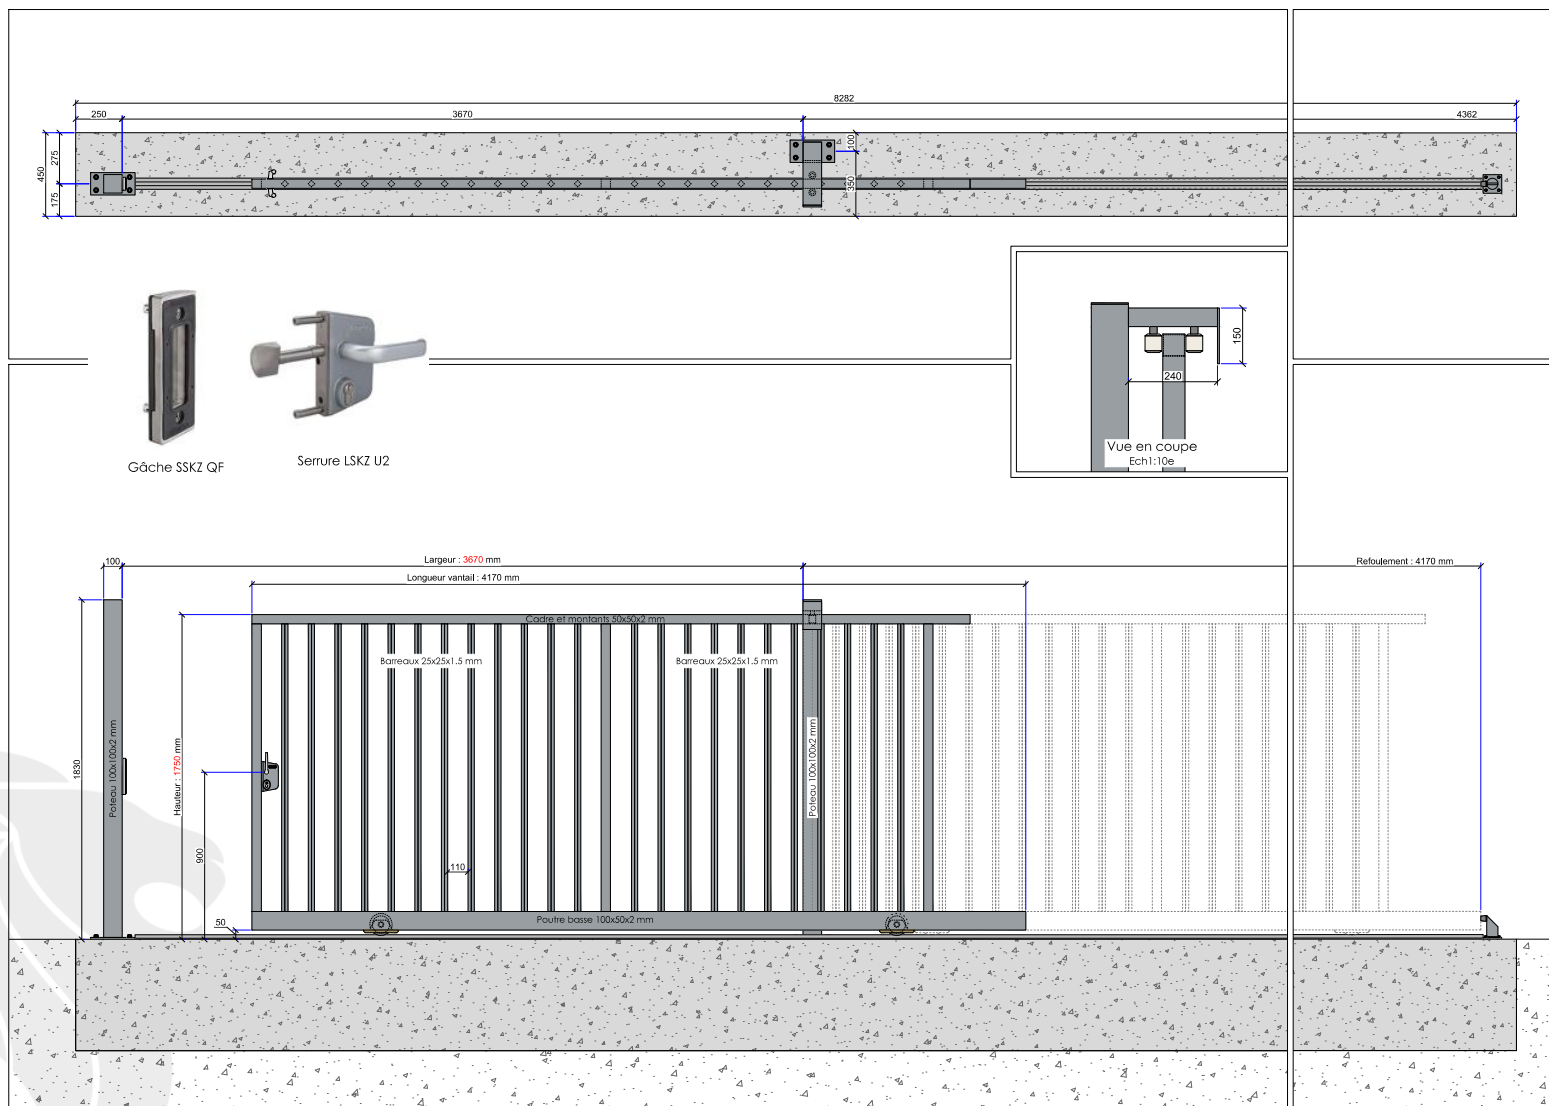 8282
250
3670
4362
450
275
175
100
350
150
240
Vue en coupe
Ech1:10e
Gâche SSKZ QF
Serrure LSKZ U2
100
Largeur : 3670 mm
Refoulement : 4170 mm
Longueur vantail : 4170 mm
Cadre et montants 50x50x2 mm
Barreaux 25x25x1.5 mm
Barreaux 25x25x1.5 mm
1830
Poteau 100x100x2 mm
Hauteur : 1750 mm
900
Poteau 100x100x2 mm
110
50
Poutre basse 100x50x2 mm